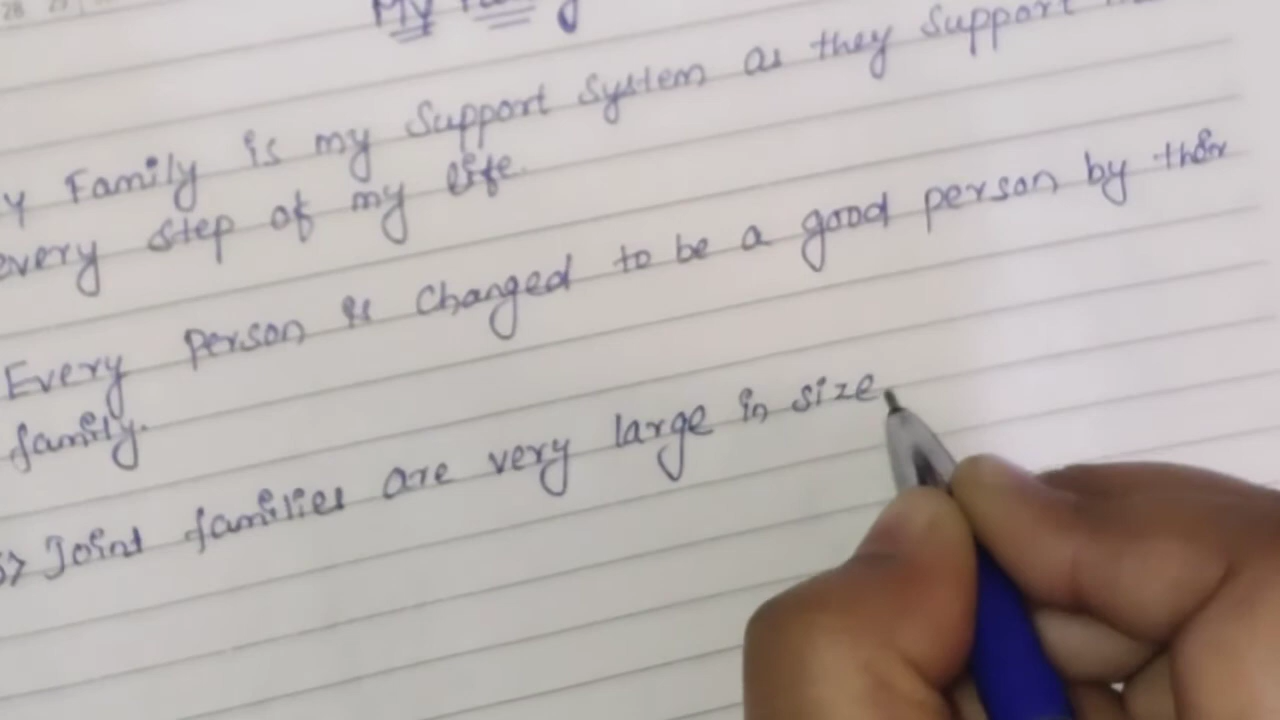 My
Family is my Support System as they Support
every step of my life.
Every person is changed to be a good person by their
family.
Joint families are very large in size